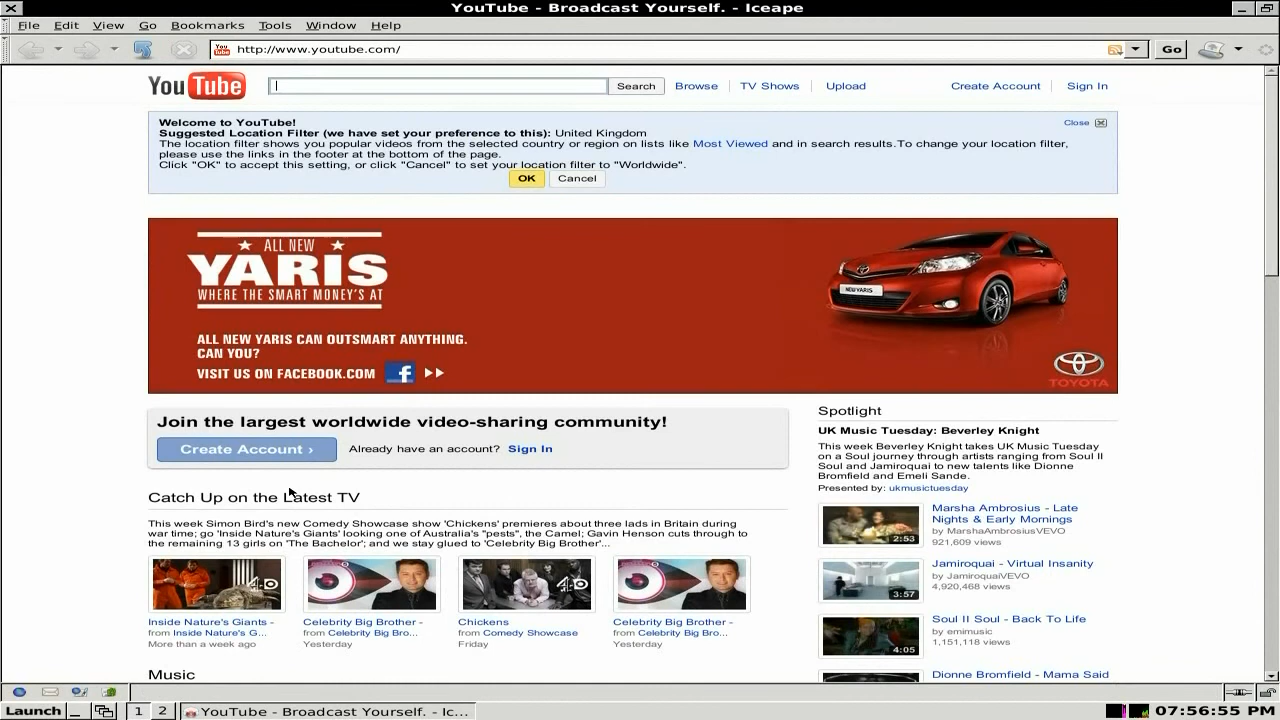 YouTube - Broadcast Yourself. - Iceape
File Edit View Go Bookmarks Tools Window Help
You Tube http://www.youtube.com/ Go
You Tube Search Browse TV Shows Upload Create Account Sign In
Welcome to YouTube! Close
Suggested Location Filter (we have set your preference to this): United Kingdom
The location filter shows you popular videos from the selected country or region on lists like Most Viewed and in search results.To change your location filter,
please use the links in the footer at the bottom of the page.
Click "OK" to accept this setting, or click "Cancel" to set your location filter to "Worldwide".
OK Cancel
ALL NEW
YARIS
WHERE THE SMART MONEY'S AT
NEW YARIS
ALL NEW YARIS CAN OUTSMART ANYTHING.
CAN YOU?
VISIT US ON FACEBOOK.COM f
TOYOTA
Join the largest worldwide video-sharing community!
Create Account › Already have an account? Sign In
Catch Up on the Latest TV
This week Simon Bird's new Comedy Showcase show 'Chickens' premieres about three lads in Britain during
war time; go 'Inside Nature's Giants' looking one of Australia's "pests", the Camel; Gavin Henson cuts through to
the remaining 13 girls on 'The Bachelor'; and we stay glued to 'Celebrity Big Brother'...
4oD
4oD
Inside Nature's Giants -
from Inside Nature's G...
More than a week ago
Celebrity Big Brother -
from Celebrity Big Bro...
Yesterday
Chickens
from Comedy Showcase
Friday
Celebrity Big Brother -
from Celebrity Big Bro...
Yesterday
Music
Spotlight
UK Music Tuesday: Beverley Knight
This week Beverley Knight takes UK Music Tuesday
on a Soul journey through artists ranging from Soul II
Soul and Jamiroquai to new talents like Dionne
Bromfield and Emeli Sande.
Presented by: ukmusictuesday
2:53
Marsha Ambrosius - Late
Nights & Early Mornings
by MarshaAmbrosiusVEVO
921,609 views
3:57
Jamiroquai - Virtual Insanity
by JamiroquaiVEVO
4,920,468 views
4:05
Soul II Soul - Back To Life
by emimusic
1,151,118 views
Dionne Bromfield - Mama Said
Launch 1 2 YouTube - Broadcast Yourself. - Ic... 07:56:55 PM